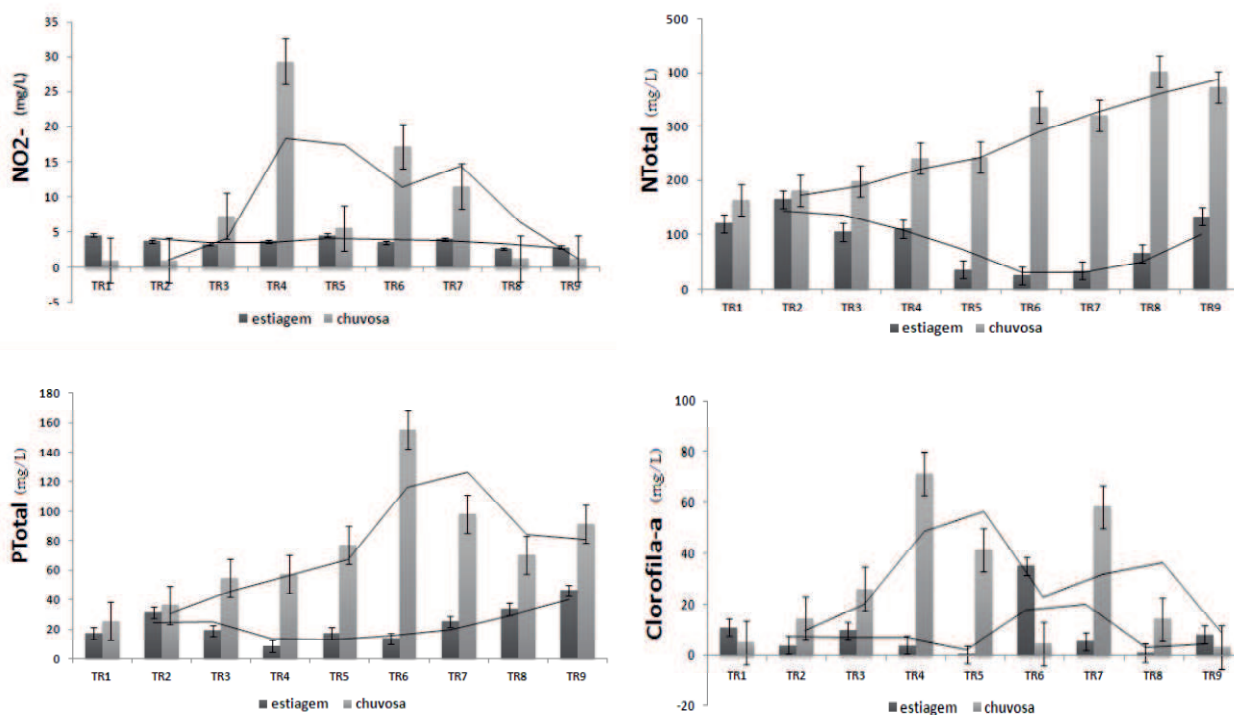 NO2- (mg/L)
35
30
25
20
15
10
5
0
-5
TR1 TR2 TR3 TR4 TR5 TR6 TR7 TR8 TR9
estiagem chuvosa
NTotal (mg/L)
500
400
300
200
100
0
TR1 TR2 TR3 TR4 TR5 TR6 TR7 TR8 TR9
estiagem chuvosa
PTotal (mg/L)
180
160
140
120
100
80
60
40
20
0
TR1 TR2 TR3 TR4 TR5 TR6 TR7 TR8 TR9
estiagem chuvosa
Clorofila-a (mg/L)
100
80
60
40
20
0
-20
TR1 TR2 TR3 TR4 TR5 TR6 TR7 TR8 TR9
estiagem chuvosa